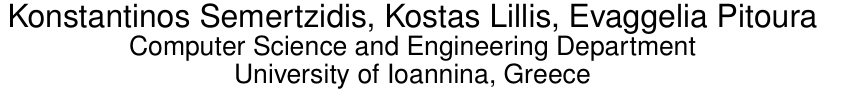 Konstantinos Semertzidis, Kostas Lillis, Evaggelia Pitoura
Computer Science and Engineering Department
University of Ioannina, Greece